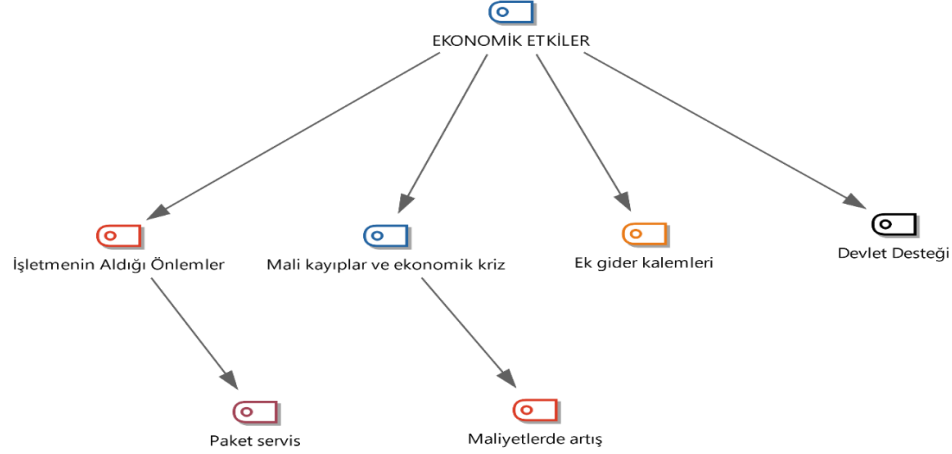 EKONOMİK ETKİLER
İşletmenin Aldığı Önlemler
Mali kayıplar ve ekonomik kriz
Ek gider kalemleri
Devlet Desteği
Paket servis
Maliyetlerde artış